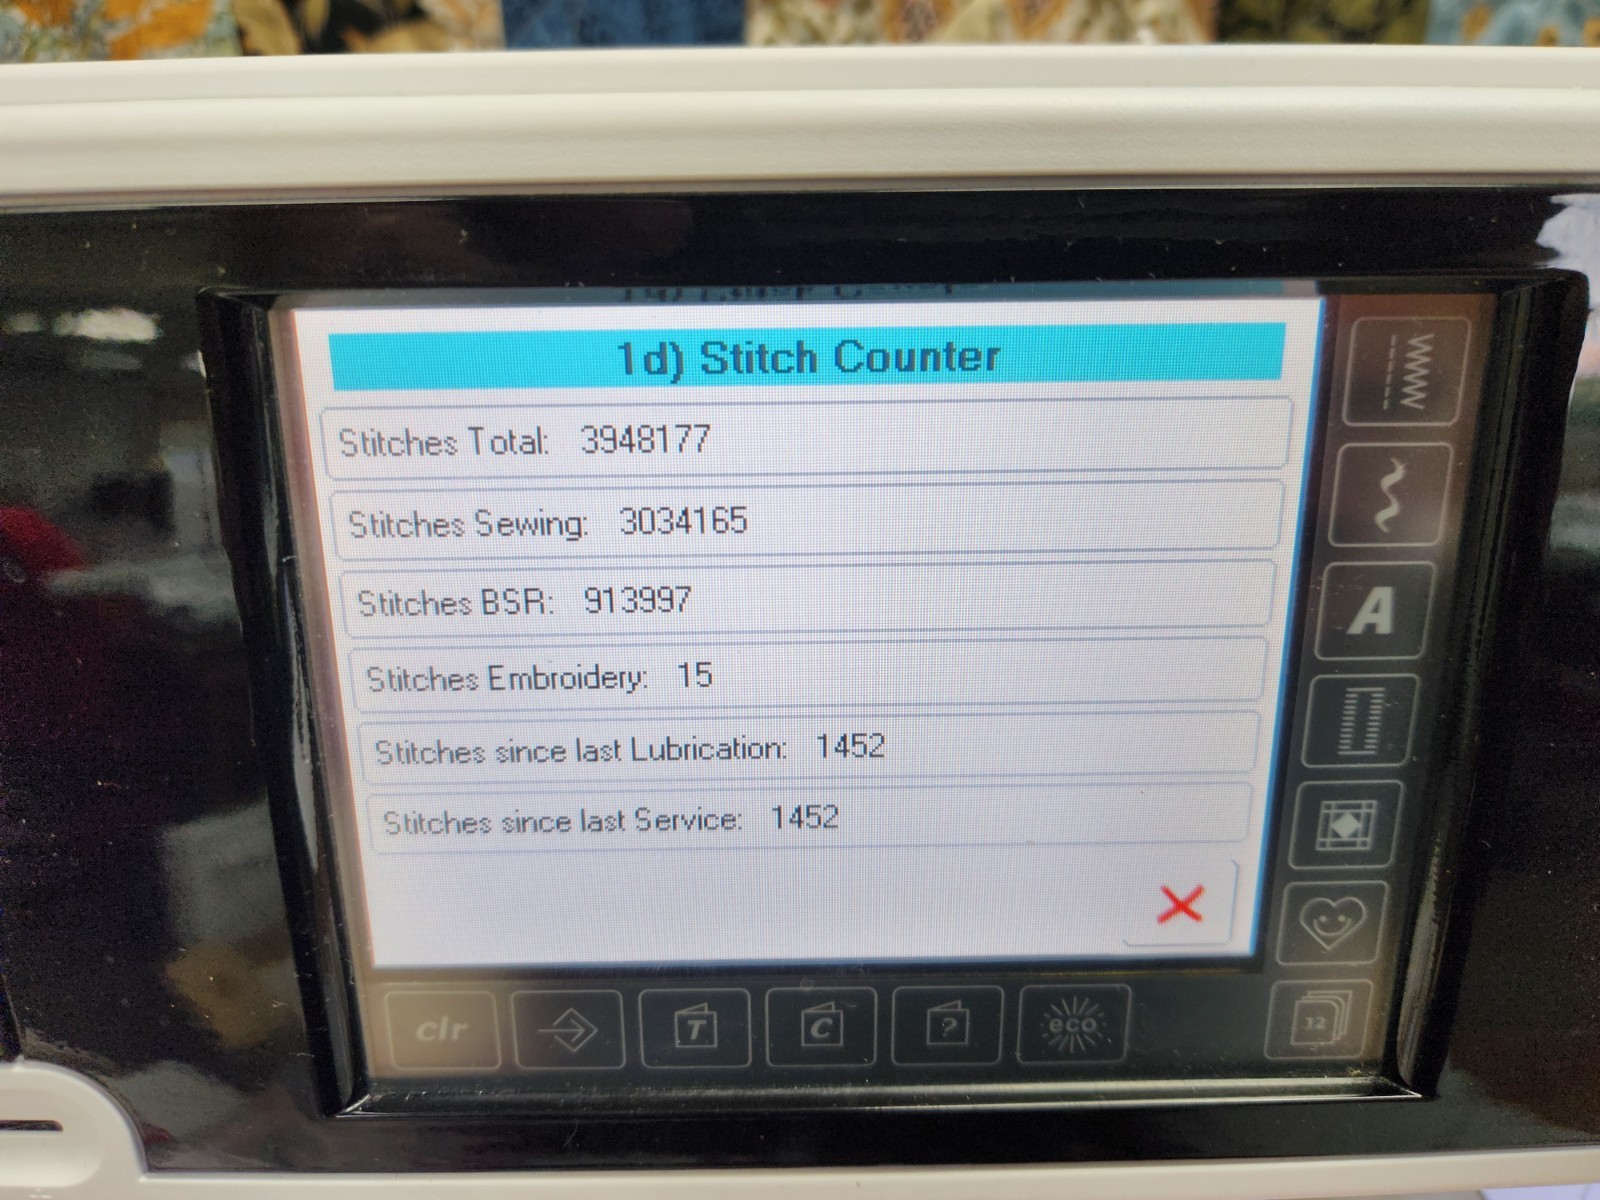 1d) Stitch Counter
Stitches Total: 3948177
Stitches Sewing: 3034165
Stitches BSR: 913997
Stitches Embroidery: 15
Stitches since last Lubrication: 1452
Stitches since last Service: 1452
A
clr
T
C
?
eco
12